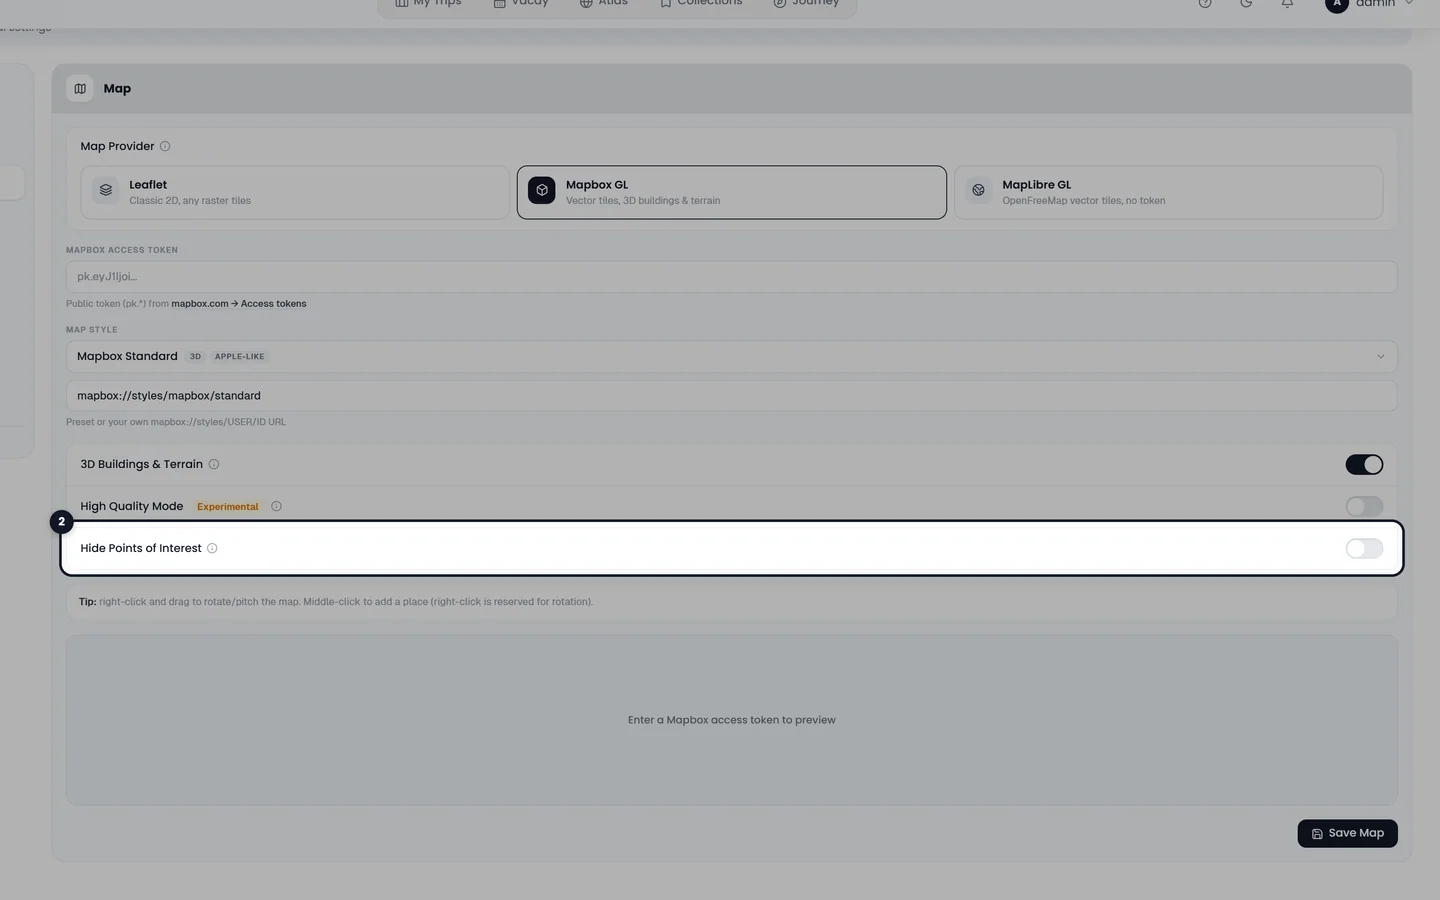 My Trips
Vacay
Atlas
Collections
Journey
A
admin
settings
Map
Map Provider
Leaflet
Classic 2D, any raster tiles
Mapbox GL
Vector tiles, 3D buildings & terrain
MapLibre GL
OpenFreeMap vector tiles, no token
MAPBOX ACCESS TOKEN
pk.eyJ1Ijoi...
Public token (pk.*) from mapbox.com → Access tokens
MAP STYLE
Mapbox Standard 3D APPLE-LIKE
mapbox://styles/mapbox/standard
Preset or your own mapbox://styles/USER/ID URL
3D Buildings & Terrain
High Quality Mode Experimental
2
Hide Points of Interest
Tip: right-click and drag to rotate/pitch the map. Middle-click to add a place (right-click is reserved for rotation).
Enter a Mapbox access token to preview
Save Map